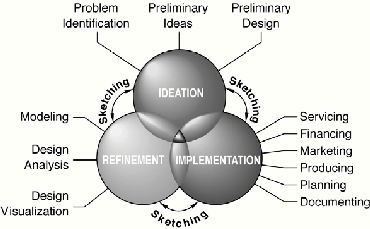 Problem
Identification
Preliminary
Ideas
Preliminary
Design
Sketching
Sketching
IDEATION
Modeling
Design
Analysis
Design
Visualization
REFINEMENT
IMPLEMENTATION
Servicing
Financing
Marketing
Producing
Planning
Documenting
Sketching